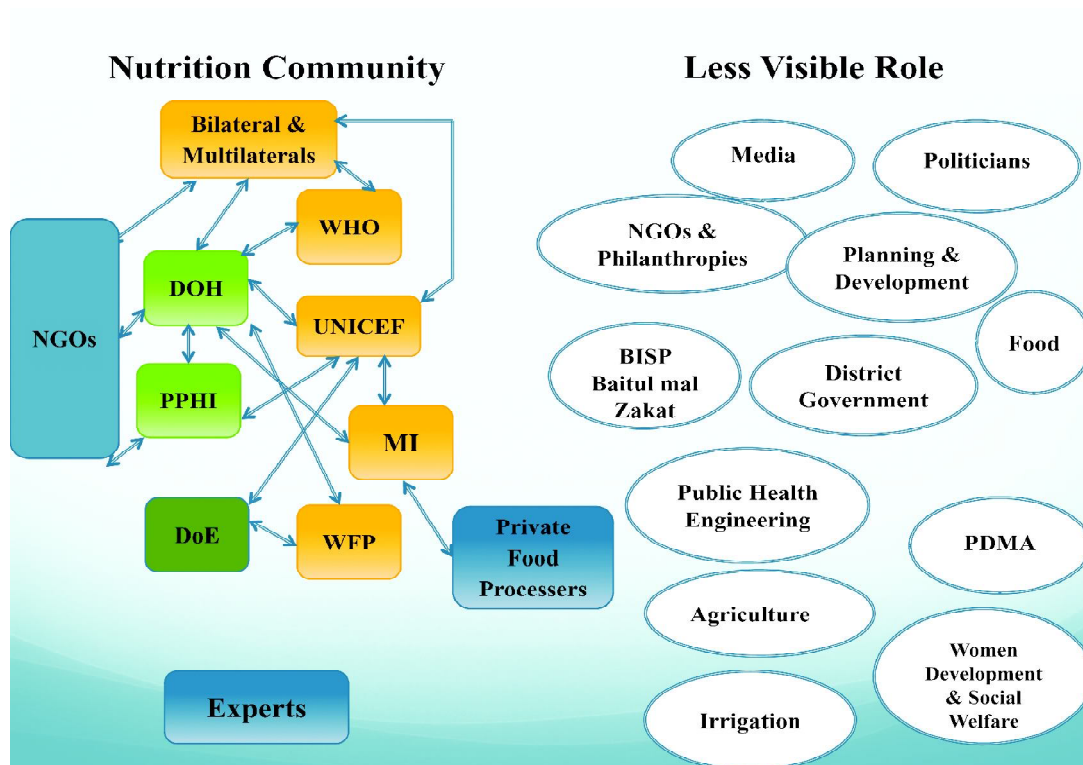 Nutrition Community
Bilateral &
Multilaterals
WHO
DOH
UNICEF
NGOs
PPHI
MI
DoE
WFP
Private
Food
Processers
Experts
Less Visible Role
Media
Politicians
NGOs &
Philanthropies
Planning &
Development
Food
BISP
Baitul mal
Zakat
District
Government
Public Health
Engineering
PDMA
Agriculture
Women
Development
& Social
Welfare
Irrigation